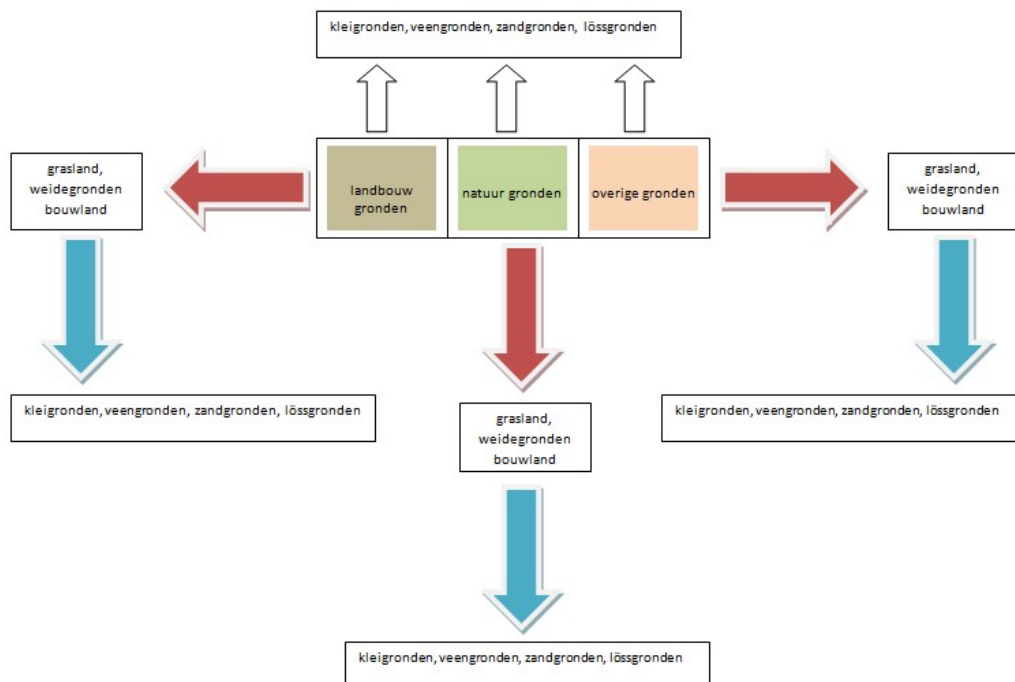 kleigronden, veengronden, zandgronden, lössgronden
grasland,
weidegronden
bouwland
landbouw
gronden
natuur gronden
overige gronden
grasland,
weidegronden
bouwland
kleigronden, veengronden, zandgronden, lössgronden
grasland,
weidegronden
bouwland
kleigronden, veengronden, zandgronden, lössgronden
kleigronden, veengronden, zandgronden, lössgronden